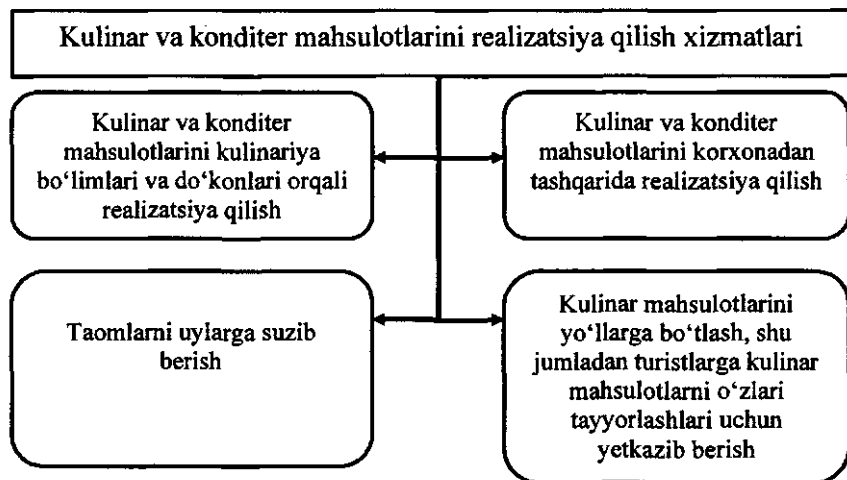 Kulinar va konditer mahsulotlarini realizatsiya qilish xizmatlari
Kulinar va konditer
mahsulotlarini kulinariya
bo‘limlari va do‘konlari orqali
realizatsiya qilish
Kulinar va konditer
mahsulotlarini korxonadan
tashqarida realizatsiya qilish
Taomlarni uylarga suzib
berish
Kulinar mahsulotlarini
yo‘llarga bo‘tlash, shu
jumladan turistlarga kulinar
mahsulotlarni o‘zlari
tayyorlashlari uchun
yetkazib berish